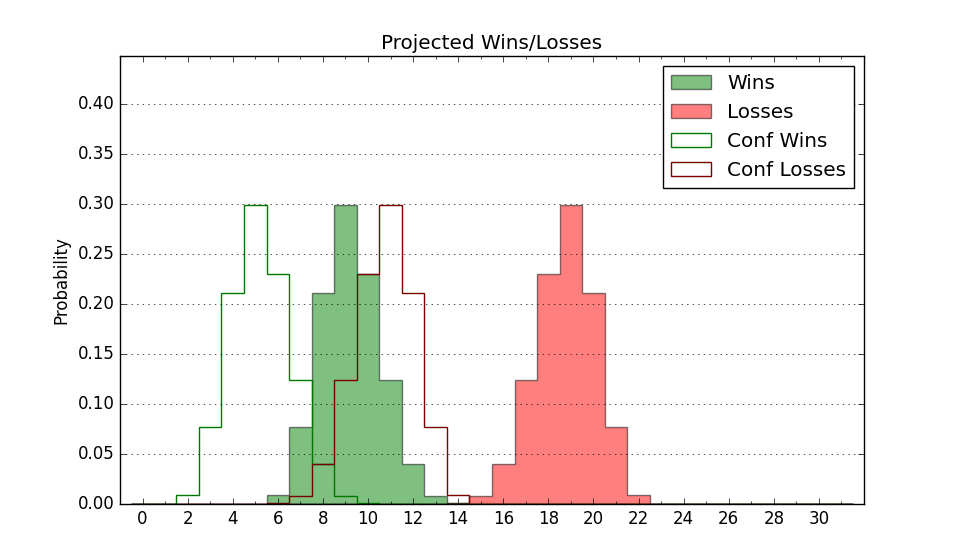 Projected Wins/Losses
Wins
Losses
Conf Wins
Conf Losses
Probability
0.40
0.35
0.30
0.25
0.20
0.15
0.10
0.05
0.00
0 2 4 6 8 10 12 14 16 18 20 22 24 26 28 30